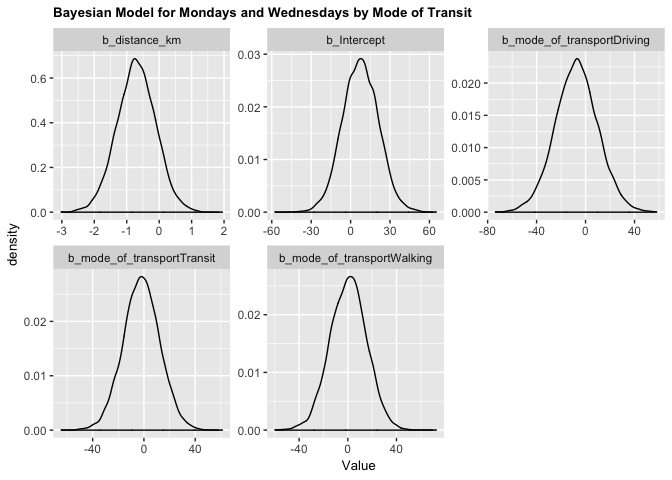 Bayesian Model for Mondays and Wednesdays by Mode of Transit
b_distance_km
b_Intercept
b_mode_of_transportDriving
0.6
0.4
0.2
0.0
-3 -2 -1 0 1 2
0.03
0.02
0.01
0.00
-60 -30 0 30 60
0.020
0.015
0.010
0.005
0.000
-80 -40 0 40
density
b_mode_of_transportTransit
b_mode_of_transportWalking
0.02
0.01
0.00
-40 0 40
0.02
0.01
0.00
-40 0 40
Value